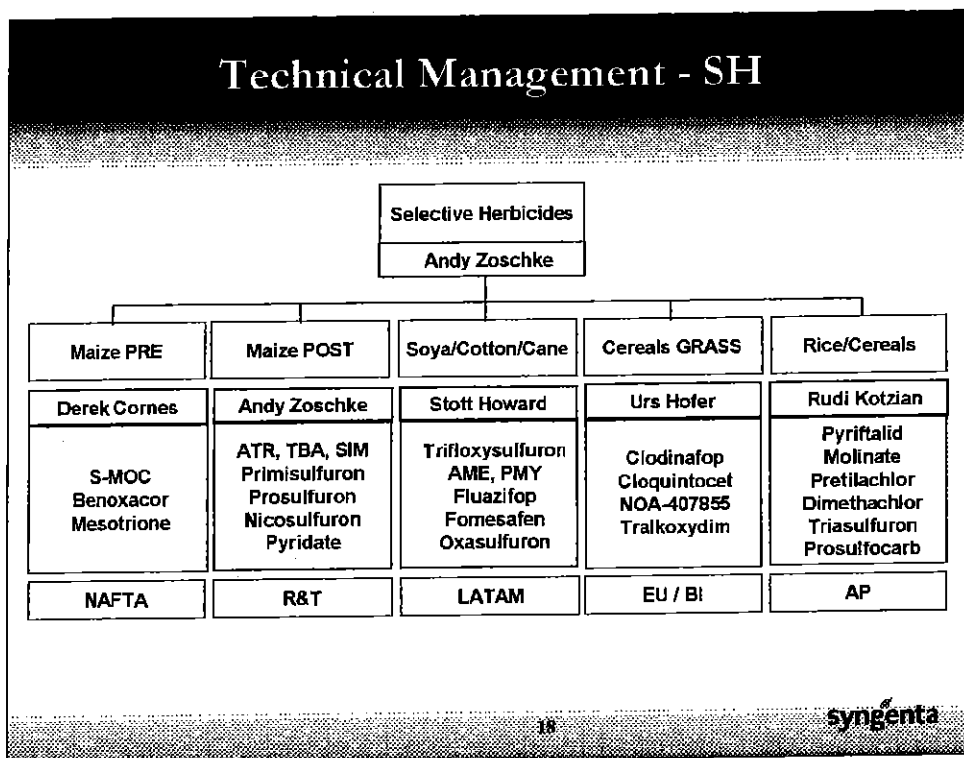 Technical Management - SH
Selective Herbicides
Andy Zoschke
Maize PRE
Derek Cornes
S-MOC
Benoxacor
Mesotrione
NAFTA
Maize POST
Andy Zoschke
ATR, TBA, SIM
Primisulfuron
Prosulfuron
Nicosulfuron
Pyridate
R&T
Soya/Cotton/Cane
Stott Howard
Trifloxysulfuron
AME, PMY
Fluazifop
Fomesafen
Oxasulfuron
LATAM
Cereals GRASS
Urs Hofer
Clodinafop
Cloquintocet
NOA-407855
Tralkoxydim
EU / BI
Rice/Cereals
Rudi Kotzian
Pyriftalid
Molinate
Pretilachlor
Dimethachlor
Triasulfuron
Prosulfocarb
AP
18
syngenta